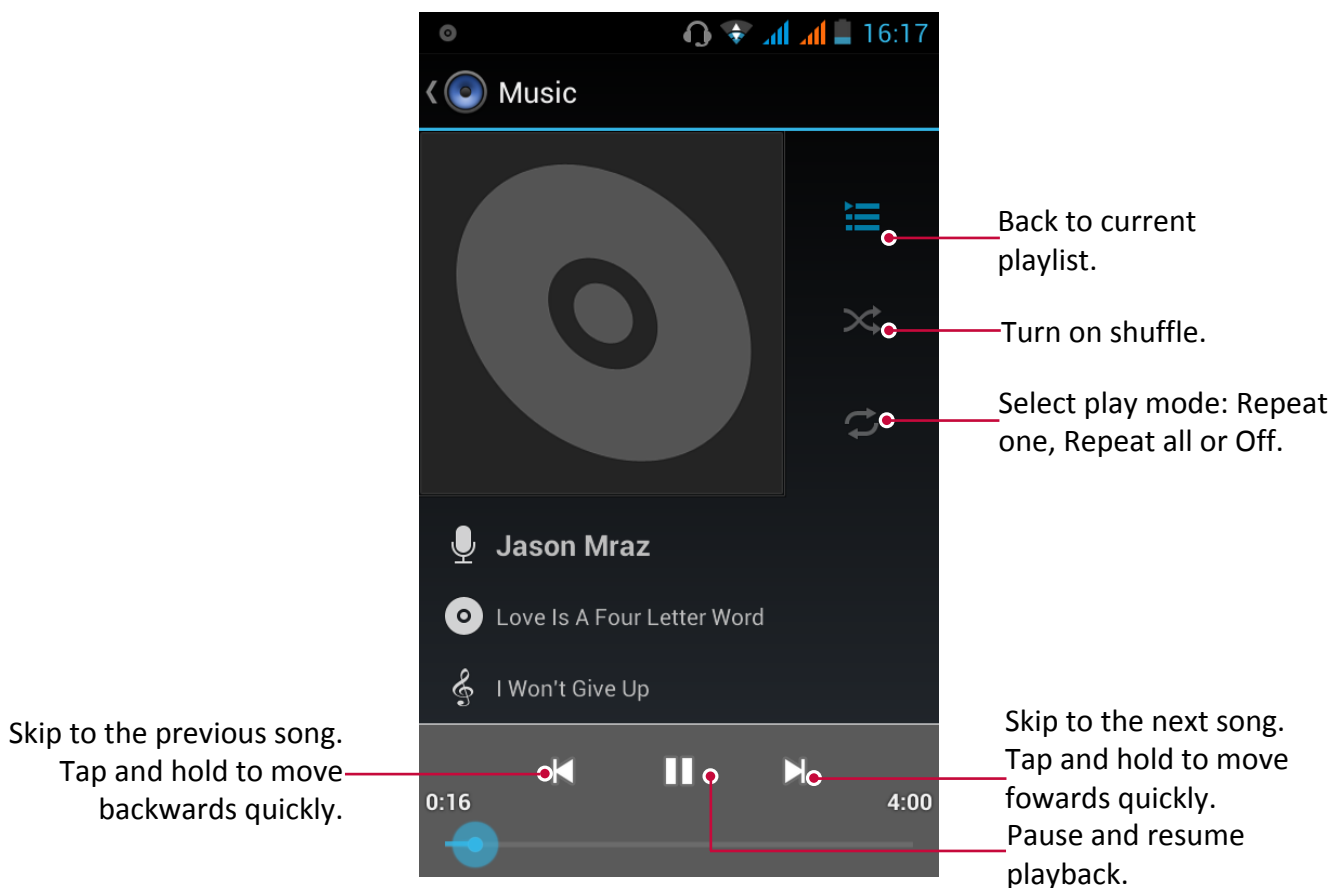 16:17
Music
Back to current
playlist.
Turn on shuffle.
Select play mode: Repeat
one, Repeat all or Off.
Jason Mraz
Love Is A Four Letter Word
I Won't Give Up
Skip to the previous song.
Tap and hold to move
backwards quickly.
0:16
4:00
Skip to the next song.
Tap and hold to move
fowards quickly.
Pause and resume
playback.